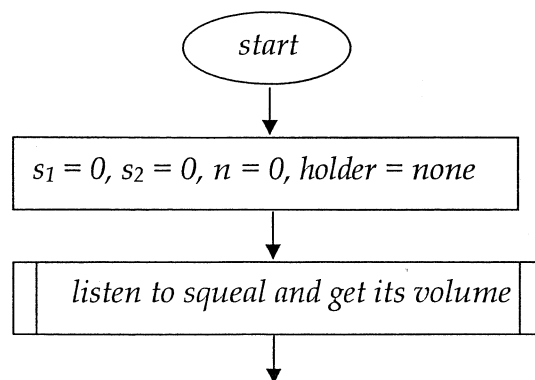 start
s₁ = 0, s₂ = 0, n = 0, holder = none
listen to squeal and get its volume